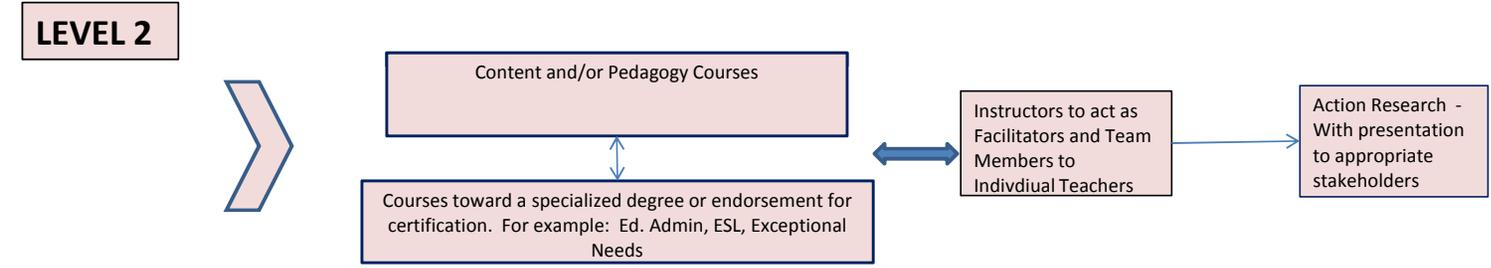 LEVEL 2
Content and/or Pedagogy Courses
Courses toward a specialized degree or endorsement for
certification.  For example:  Ed. Admin, ESL, Exceptional
Needs
Instructors to act as
Facilitators and Team
Members to
Indivdiual Teachers
Action Research  -
With presentation
to appropriate
stakeholders